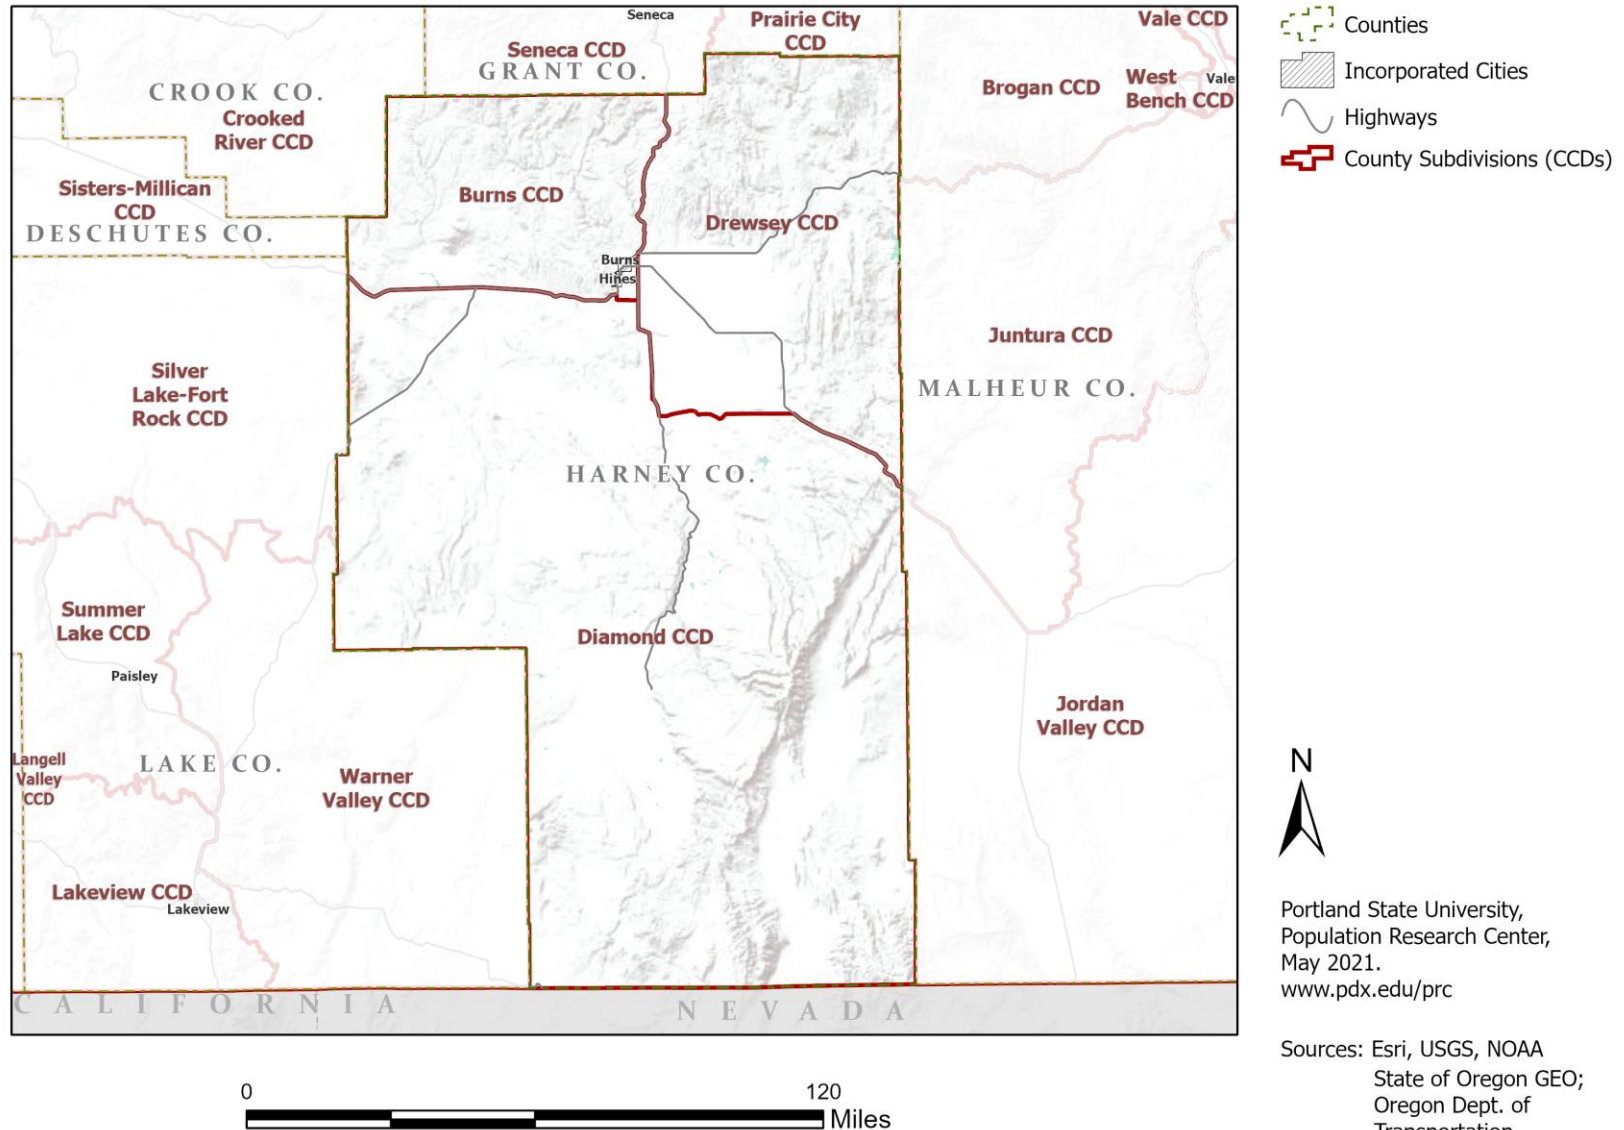 Seneca
Prairie City
CCD
Vale CCD
Seneca CCD
GRANT CO.
CROOK CO.
Crooked
River CCD
Brogan CCD
West
Bench CCD
Vale
Sisters-Millican
CCD
DESCHUTES CO.
Burns CCD
Drewsey CCD
Burns
Hines
Juntura CCD
MALHEUR CO.
Silver
Lake-Fort
Rock CCD
HARNEY CO.
Summer
Lake CCD
Paisley
Diamond CCD
Jordan
Valley CCD
Langell
Valley
CCD
LAKE CO.
Warner
Valley CCD
Lakeview CCD
Lakeview
CALIFORNIA
NEVADA
0
120
Miles
Counties
Incorporated Cities
Highways
County Subdivisions (CCDs)
N
Portland State University,
Population Research Center,
May 2021.
www.pdx.edu/prc
Sources: Esri, USGS, NOAA
State of Oregon GEO;
Oregon Dept. of
Transportation